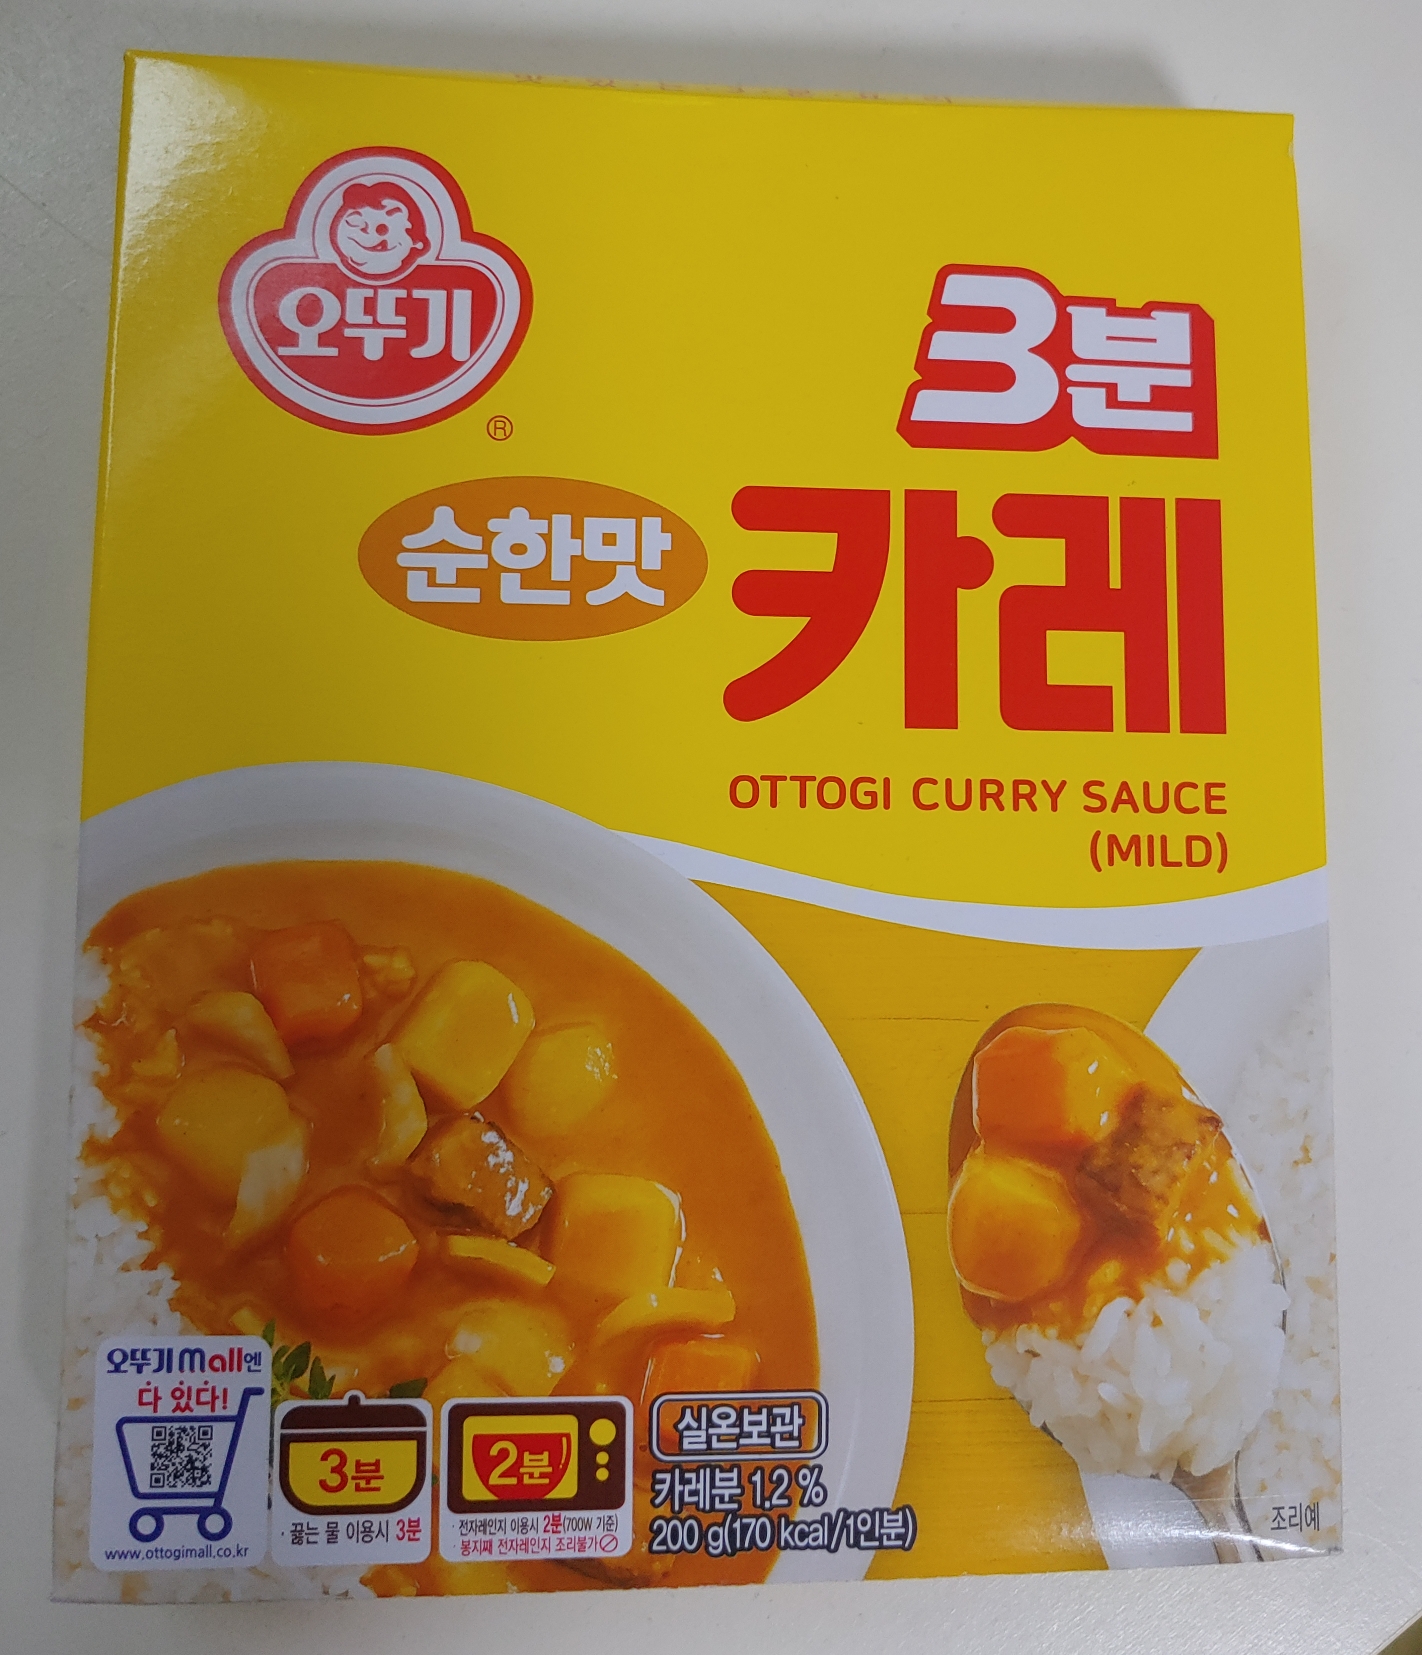 오뚜기
®
3분
순한맛
카레
OTTOGI CURRY SAUCE
(MILD)
오뚜기mall엔
다 있다!
www.ottogimall.co.kr
3분
· 끓는 물 이용시 3분
2분
· 전자레인지 이용시 2분(700W 기준)
· 봉지째 전자레인지 조리불가
실온보관
카레분 1.2 %
200 g(170 kcal/1인분)
조리예